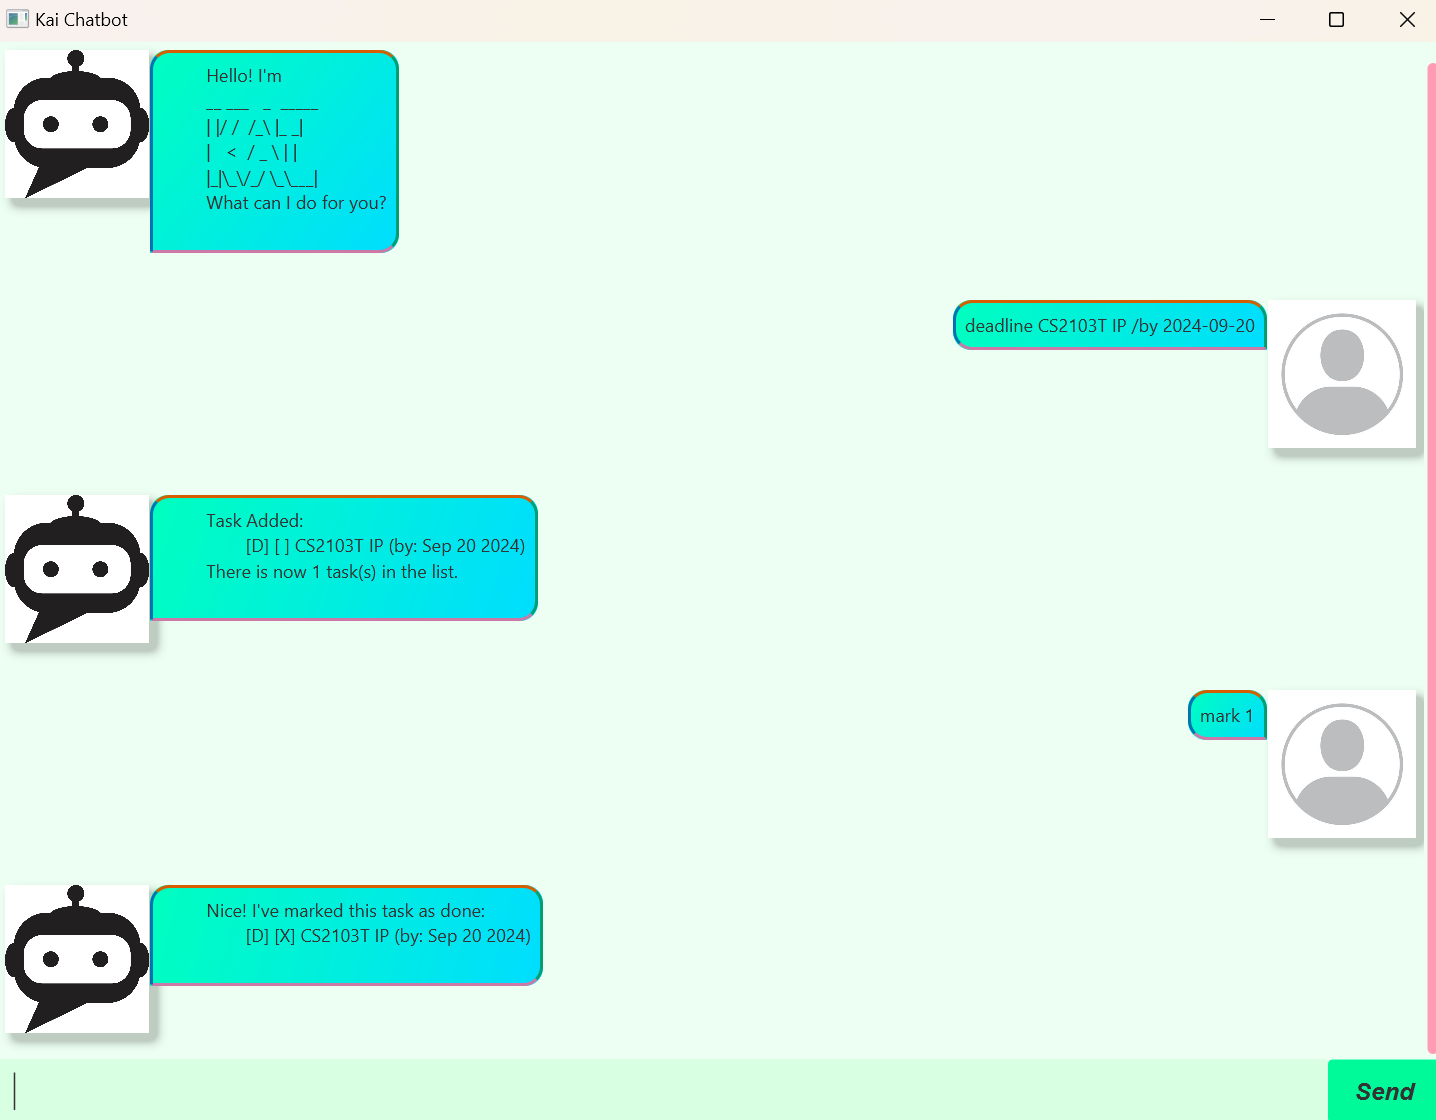 Kai Chatbot
Hello! I'm
__ ___   _  _____
| |/ /  /_\ |_ _|
|   <  / _ \ | |
|_|\_\/_/ \_\___|
What can I do for you?
deadline CS2103T IP /by 2024-09-20
Task Added:
[D] [ ] CS2103T IP (by: Sep 20 2024)
There is now 1 task(s) in the list.
mark 1
Nice! I've marked this task as done:
[D] [X] CS2103T IP (by: Sep 20 2024)
Send